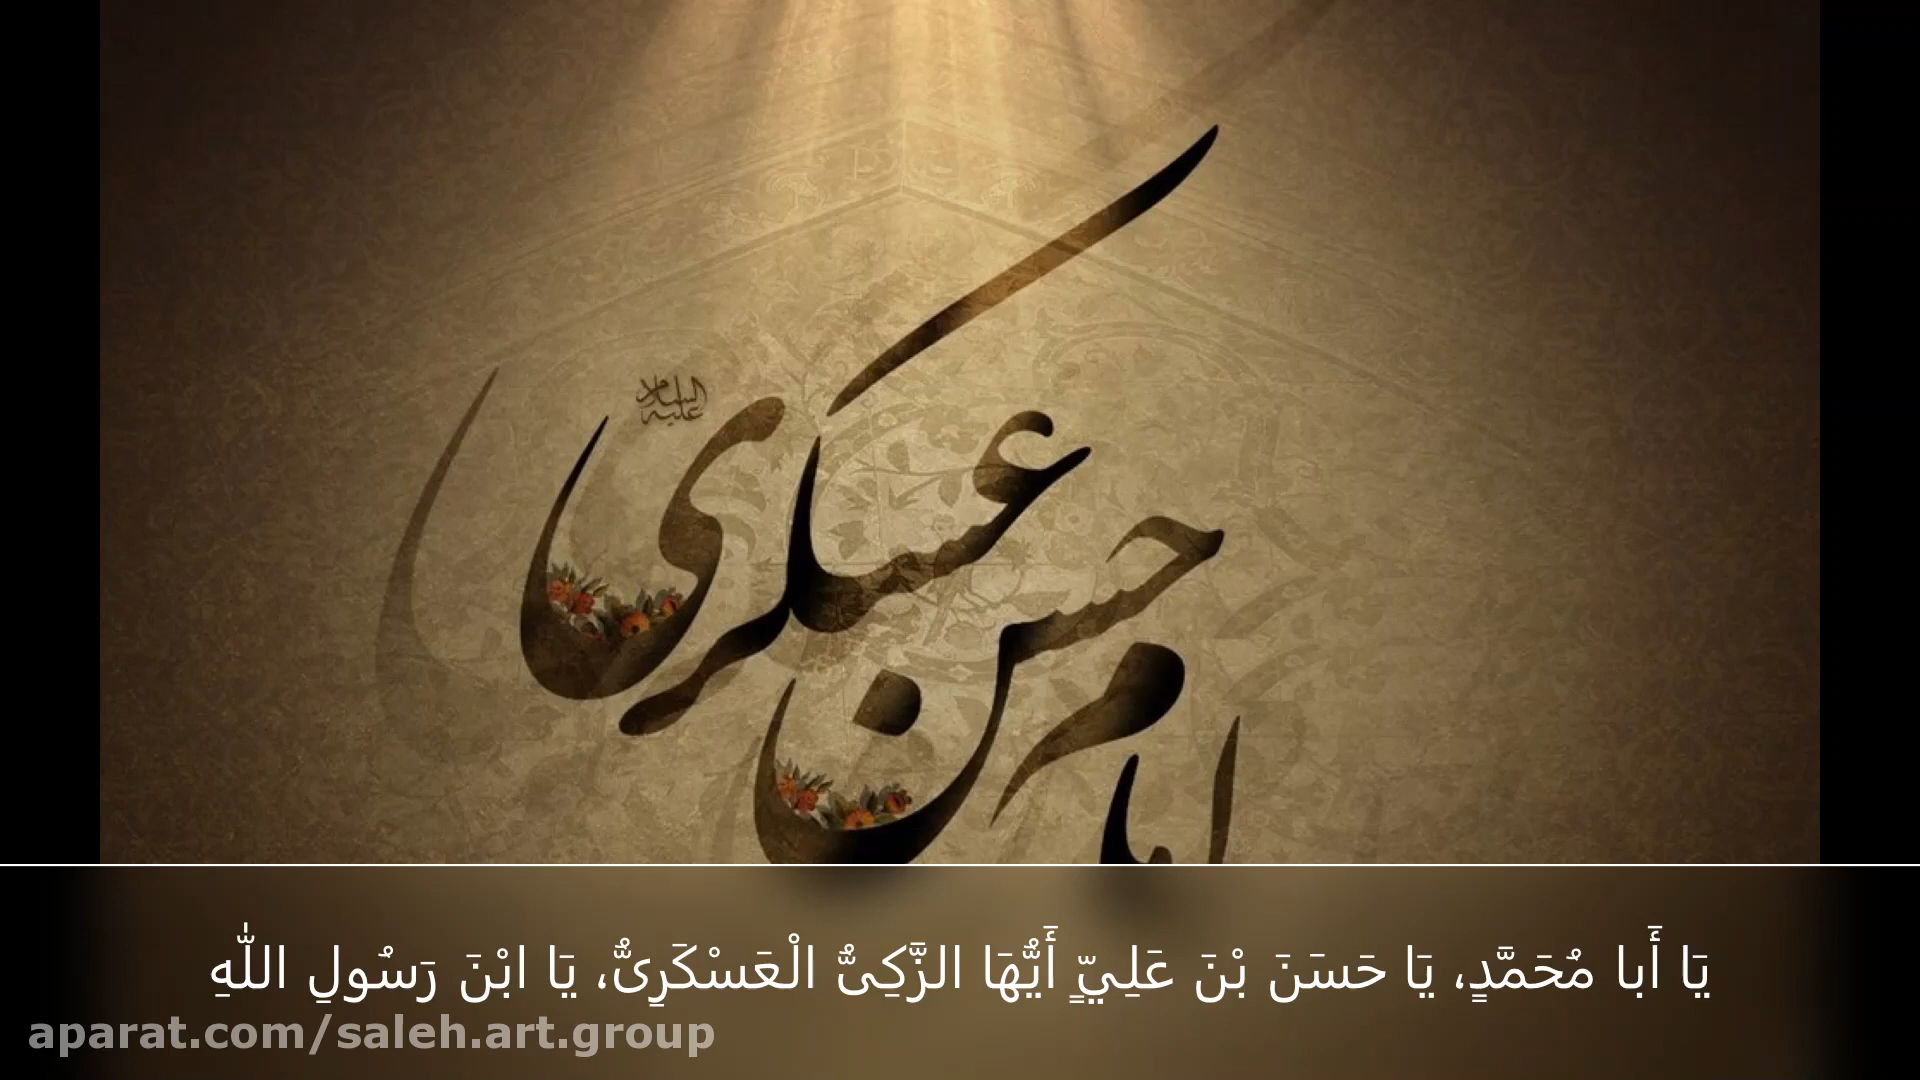 امام حسن عسکری
علیه السلام
یَا أَبا مُحَمَّدٍ، یَا حَسَنَ بْنَ عَلِيٍّ أَیُّهَا الزَّکِیُّ الْعَسْکَرِیُّ، یَا ابْنَ رَسُولِ اللّٰهِ
aparat.com/saleh.art.group